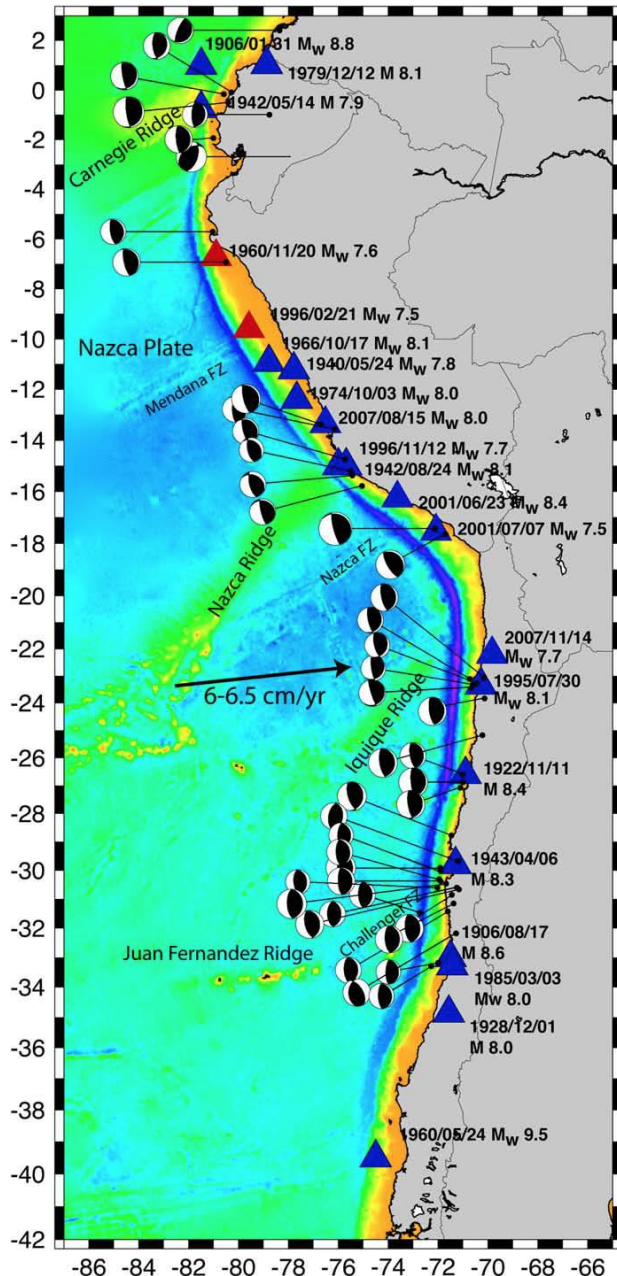 2
0
-2
-4
-6
-8
-10
-12
-14
-16
-18
-20
-22
-24
-26
-28
-30
-32
-34
-36
-38
-40
-42
1906/01/31 MW 8.8
1979/12/12 M 8.1
1942/05/14 M 7.9
Carnegie Ridge
1960/11/20 MW 7.6
1996/02/21 MW 7.5
1966/10/17 MW 8.1
Nazca Plate
1940/05/24 MW 7.8
Mendana FZ
1974/10/03 MW 8.0
2007/08/15 MW 8.0
1996/11/12 MW 7.7
1942/08/24 MW 8.1
2001/06/23 MW 8.4
2001/07/07 MW 7.5
Nazca Ridge
Nazca FZ
2007/11/14
MW 7.7
1995/07/30
MW 8.1
6-6.5 cm/yr
Iquique Ridge
1922/11/11
M 8.4
1943/04/06
M 8.3
Challenger FZ
1906/08/17
M 8.6
Juan Fernandez Ridge
1985/03/03
Mw 8.0
1928/12/01
M 8.0
1960/05/24 MW 9.5
-86 -84 -82 -80 -78 -76 -74 -72 -70 -68 -66